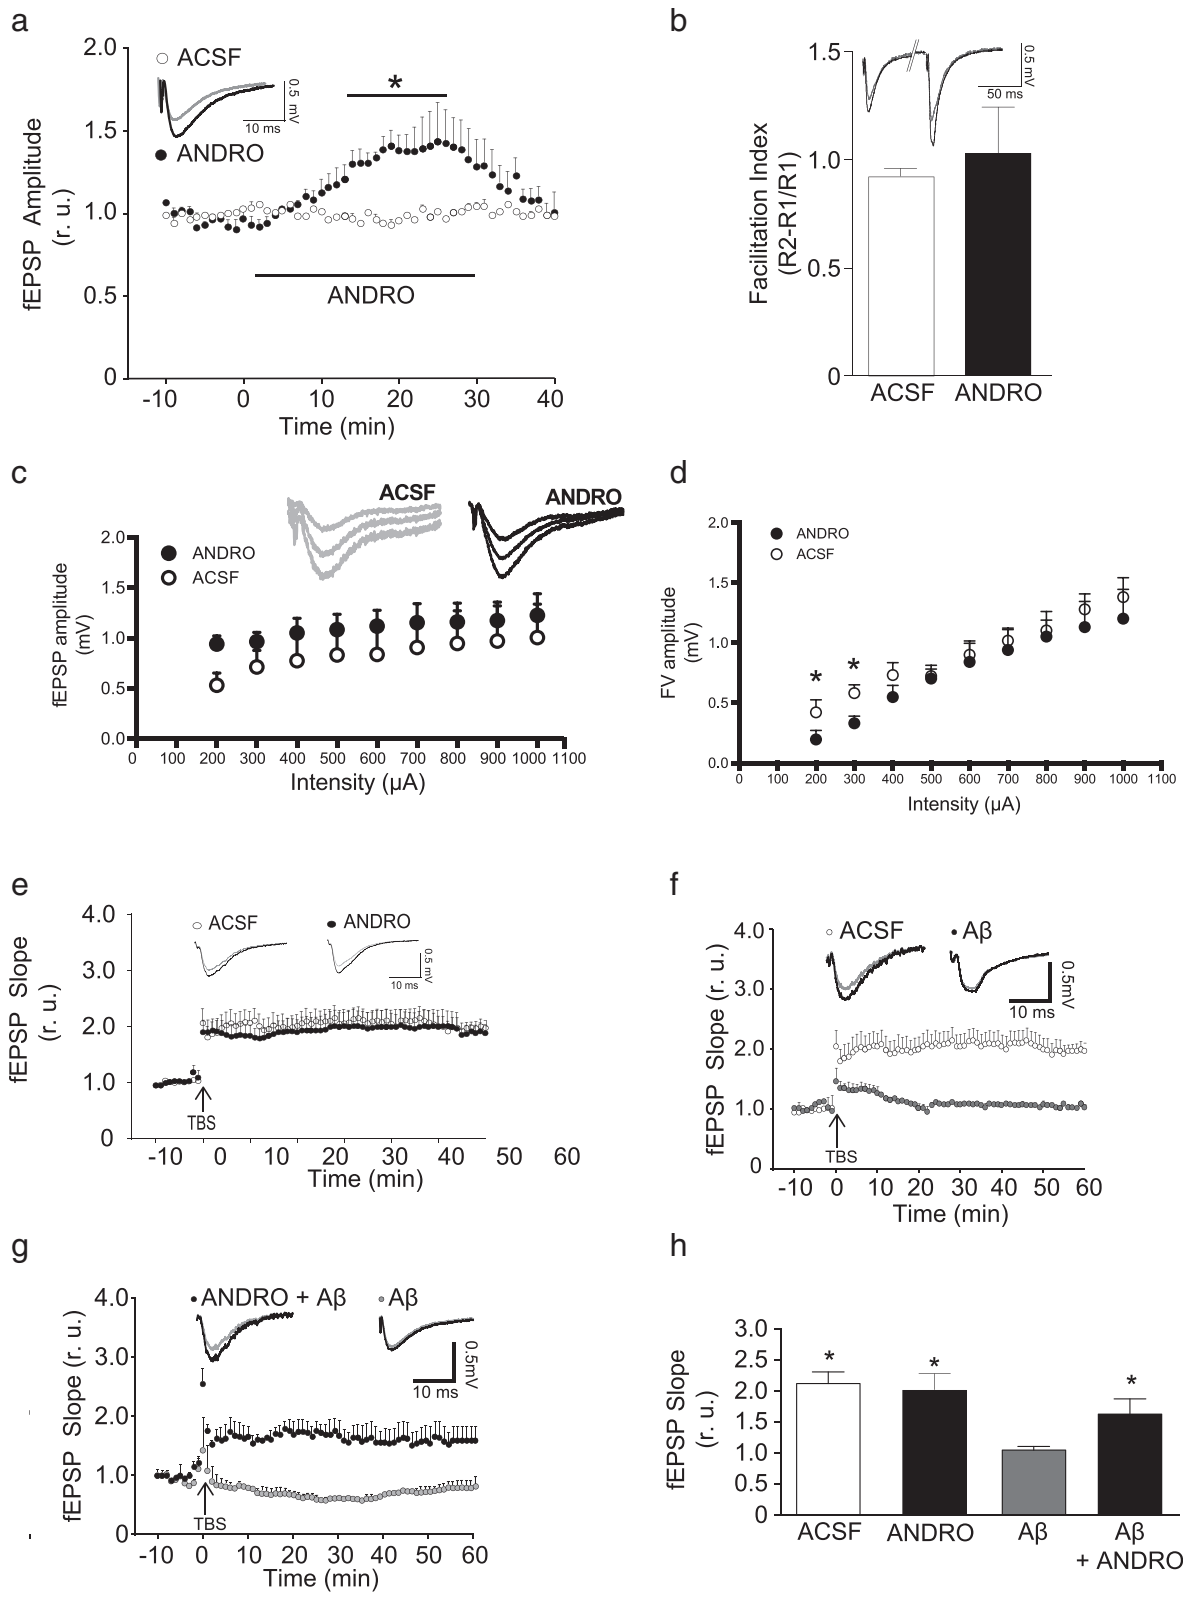 a
2.0
ACSF
*
0.5 mV
10 ms
1.5
ANDRO
fEPSP Amplitude
(r. u.)
1.0
0.5
ANDRO
0
-10 0 10 20 30 40
Time (min)
b
1.5
0.5 mV
50 ms
Facilitation Index
(R2-R1/R1)
1.0
0.5
0
ACSF ANDRO
c
ACSF
ANDRO
2.0
ANDRO
ACSF
1.5
fEPSP amplitude
(mV)
1.0
0.5
0.0
0 100 200 300 400 500 600 700 800 900 1000 1100
Intensity (µA)
d
2.0
ANDRO
ACSF
1.5
FV amplitude
(mV)
1.0
* *
0.5
0.0
0 100 200 300 400 500 600 700 800 900 1000 1100
Intensity (µA)
e
4.0
ACSF
ANDRO
0.5 mV
10 ms
3.0
fEPSP Slope
(r. u.)
2.0
1.0
TBS
0
-10 0 10 20 30 40 50 60
Time (min)
f
4.0
ACSF
Aβ
0.5mV
10 ms
3.0
fEPSP Slope (r. u.)
2.0
1.0
TBS
0
-10 0 10 20 30 40 50 60
Time (min)
g
4.0
ANDRO + Aβ
Aβ
0.5mV
10 ms
3.0
fEPSP Slope (r. u.)
2.0
1.0
TBS
0
-10 0 10 20 30 40 50 60
Time (min)
h
3.0
2.5
2.0
1.5
1.0
0.5
0
fEPSP Slope
(r. u.)
* * *
ACSF ANDRO Aβ Aβ
+ ANDRO